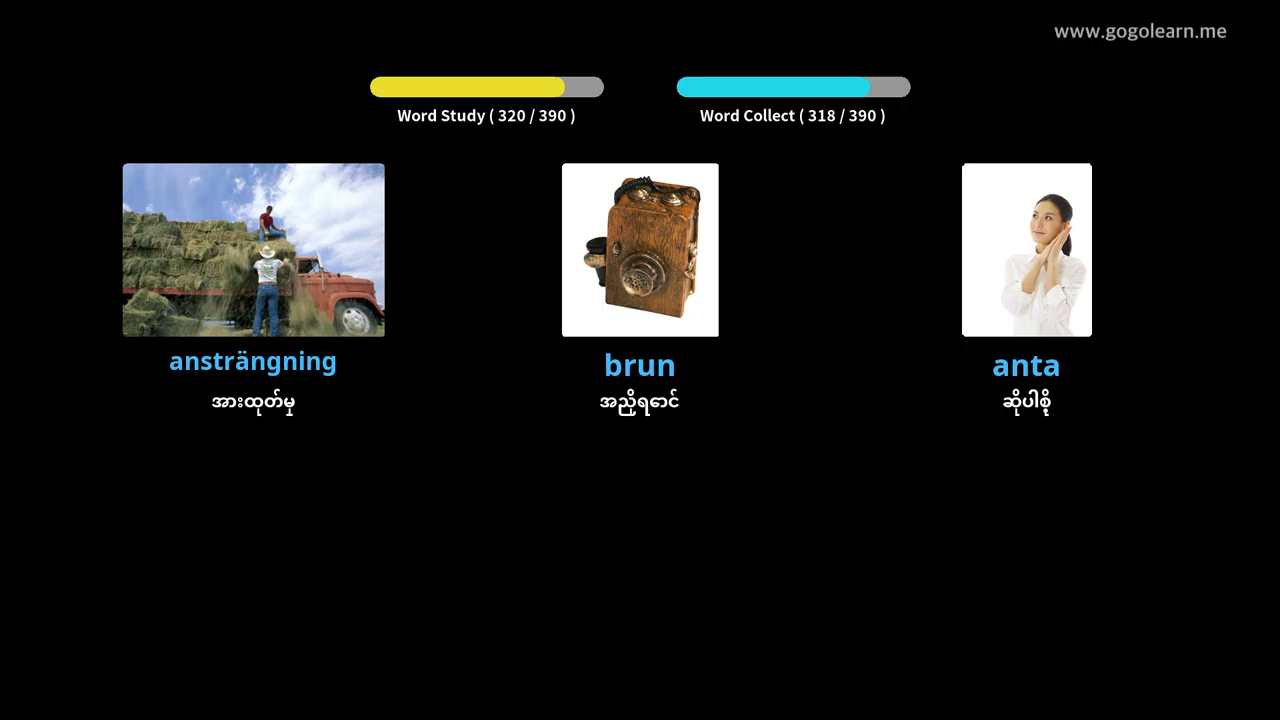 www.gogolearn.me
Word Study ( 320 / 390 )
Word Collect ( 318 / 390 )
ansträngning
brun
anta
အားထုတ်မှု
အညိုရောင်
ဆိုပါစို့